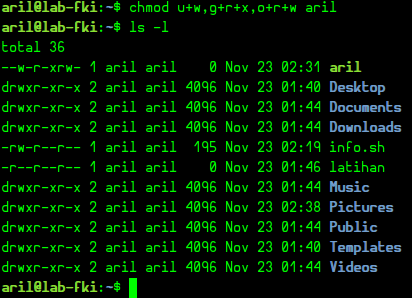 aril@lab-fki:~$ chmod u+w,g+r+x,o+r+w aril
aril@lab-fki:~$ ls -l
total 36
--w-r-xrw- 1 aril aril    0 Nov 23 02:31 aril
drwxr-xr-x 2 aril aril 4096 Nov 23 01:40 Desktop
drwxr-xr-x 2 aril aril 4096 Nov 23 01:44 Documents
drwxr-xr-x 2 aril aril 4096 Nov 23 01:44 Downloads
-rw-r--r-- 1 aril aril  195 Nov 23 02:19 info.sh
-r--r--r-- 1 aril aril    0 Nov 23 01:46 latihan
drwxr-xr-x 2 aril aril 4096 Nov 23 01:44 Music
drwxr-xr-x 2 aril aril 4096 Nov 23 02:38 Pictures
drwxr-xr-x 2 aril aril 4096 Nov 23 01:44 Public
drwxr-xr-x 2 aril aril 4096 Nov 23 01:40 Templates
drwxr-xr-x 2 aril aril 4096 Nov 23 01:44 Videos
aril@lab-fki:~$